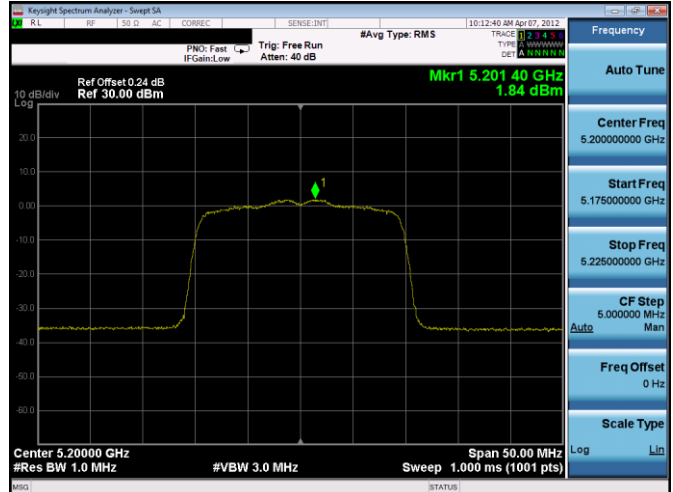 Keysight Spectrum Analyzer - Swept SA
LXI RL RF 50 Ω AC CORREC SENSE:INT 10:12:40 AM Apr 07, 2012
#Avg Type: RMS TRACE 1 2 3 4 5 6
PNO: Fast Trig: Free Run TYPE A WWWWW
IFGain:Low Atten: 40 dB DET A N N N N N
Mkr1 5.201 40 GHz
1.84 dBm
Ref Offset 0.24 dB
10 dB/div Ref 30.00 dBm
Log
20.0
10.0
0.00
-10.0
-20.0
-30.0
-40.0
-50.0
-60.0
1
Center 5.20000 GHz Span 50.00 MHz
#Res BW 1.0 MHz #VBW 3.0 MHz Sweep 1.000 ms (1001 pts)
MSG STATUS
Frequency
Auto Tune
Center Freq
5.200000000 GHz
Start Freq
5.175000000 GHz
Stop Freq
5.225000000 GHz
CF Step
5.000000 MHz
Auto Man
Freq Offset
0 Hz
Scale Type
Log Lin